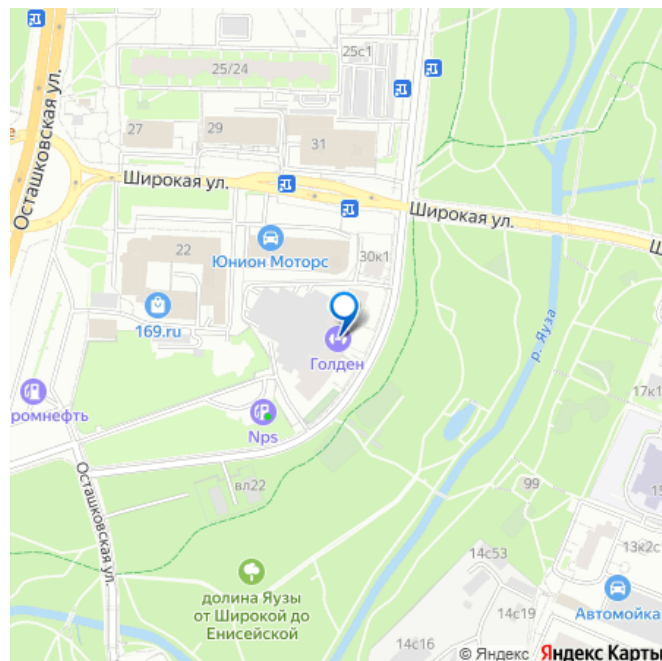 25с1
25/24
Осташковская ул.
27
29
31
е
Широкая ул.
Широкая ул.
Ш
22
Юнион Моторс
30к1
169.ru
Голден
р. Яуза
ромнефть
Nps
17к1
Осташковская ул.
вл22
99
15
14с53
13к2с
долина Яузы
от Широкой до
Енисейской
14с19
Автомойка
14с16
© Яндекс Яндекс Карты